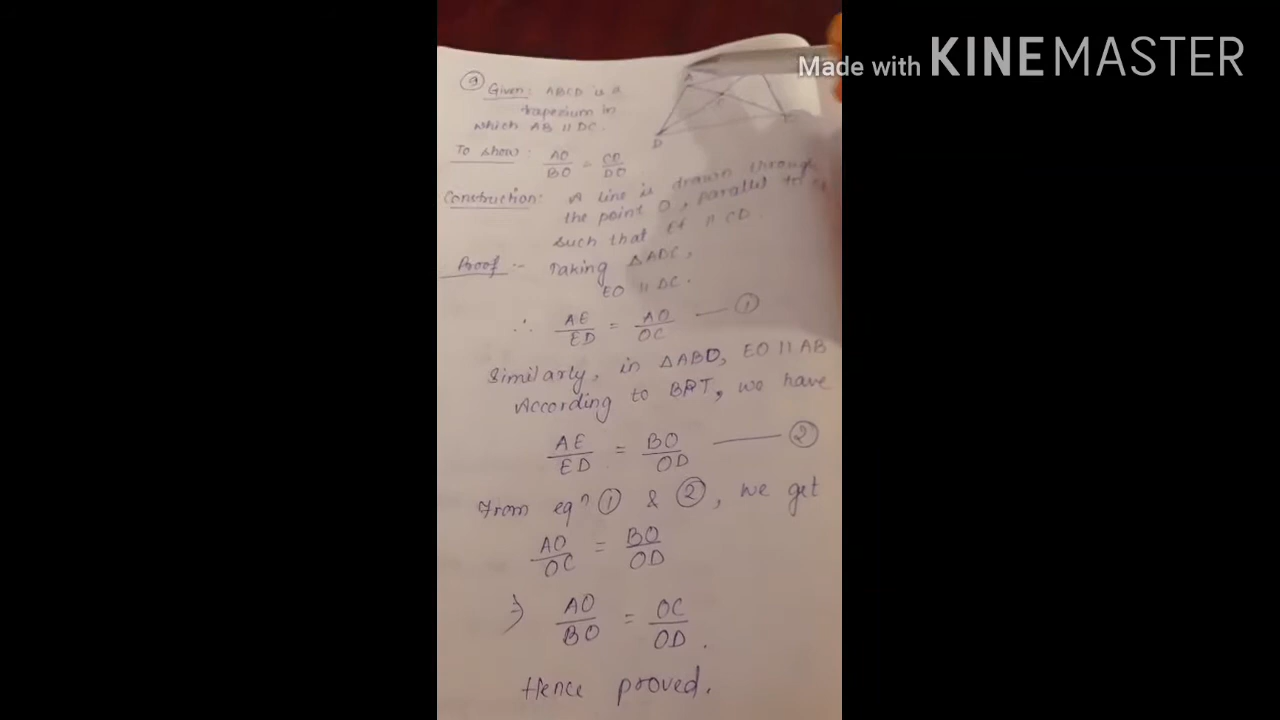 Made with KINEMASTER
9 Given: ABCD is a
trapezium in
which AB || DC.
A
D
To show: AO/BO = CO/DO
Construction: A line is drawn through
the point O, parallel to
such that EF || CD.
Proof :- Taking △ADC,
EO || DC.
∴ AE/ED = AO/OC — ①
Similarly, in △ABD, EO || AB
According to BPT, we have
AE/ED = BO/OD — ②
From eqⁿ ① & ②, we get
AO/OC = BO/OD
⇒ AO/BO = OC/OD.
Hence proved.